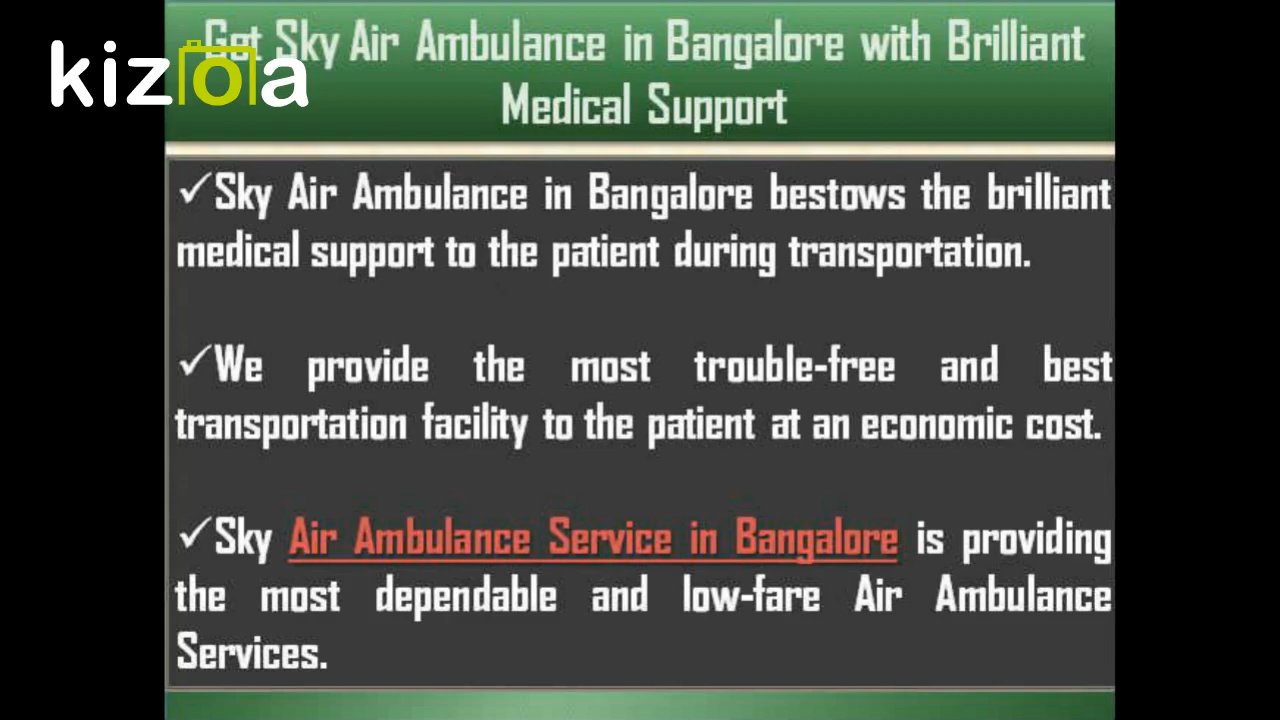 Get Sky Air Ambulance in Bangalore with Brilliant
Medical Support
kizoa
✓Sky Air Ambulance in Bangalore bestows the brilliant
medical support to the patient during transportation.
✓We provide the most trouble-free and best
transportation facility to the patient at an economic cost.
✓Sky Air Ambulance Service in Bangalore is providing
the most dependable and low-fare Air Ambulance
Services.